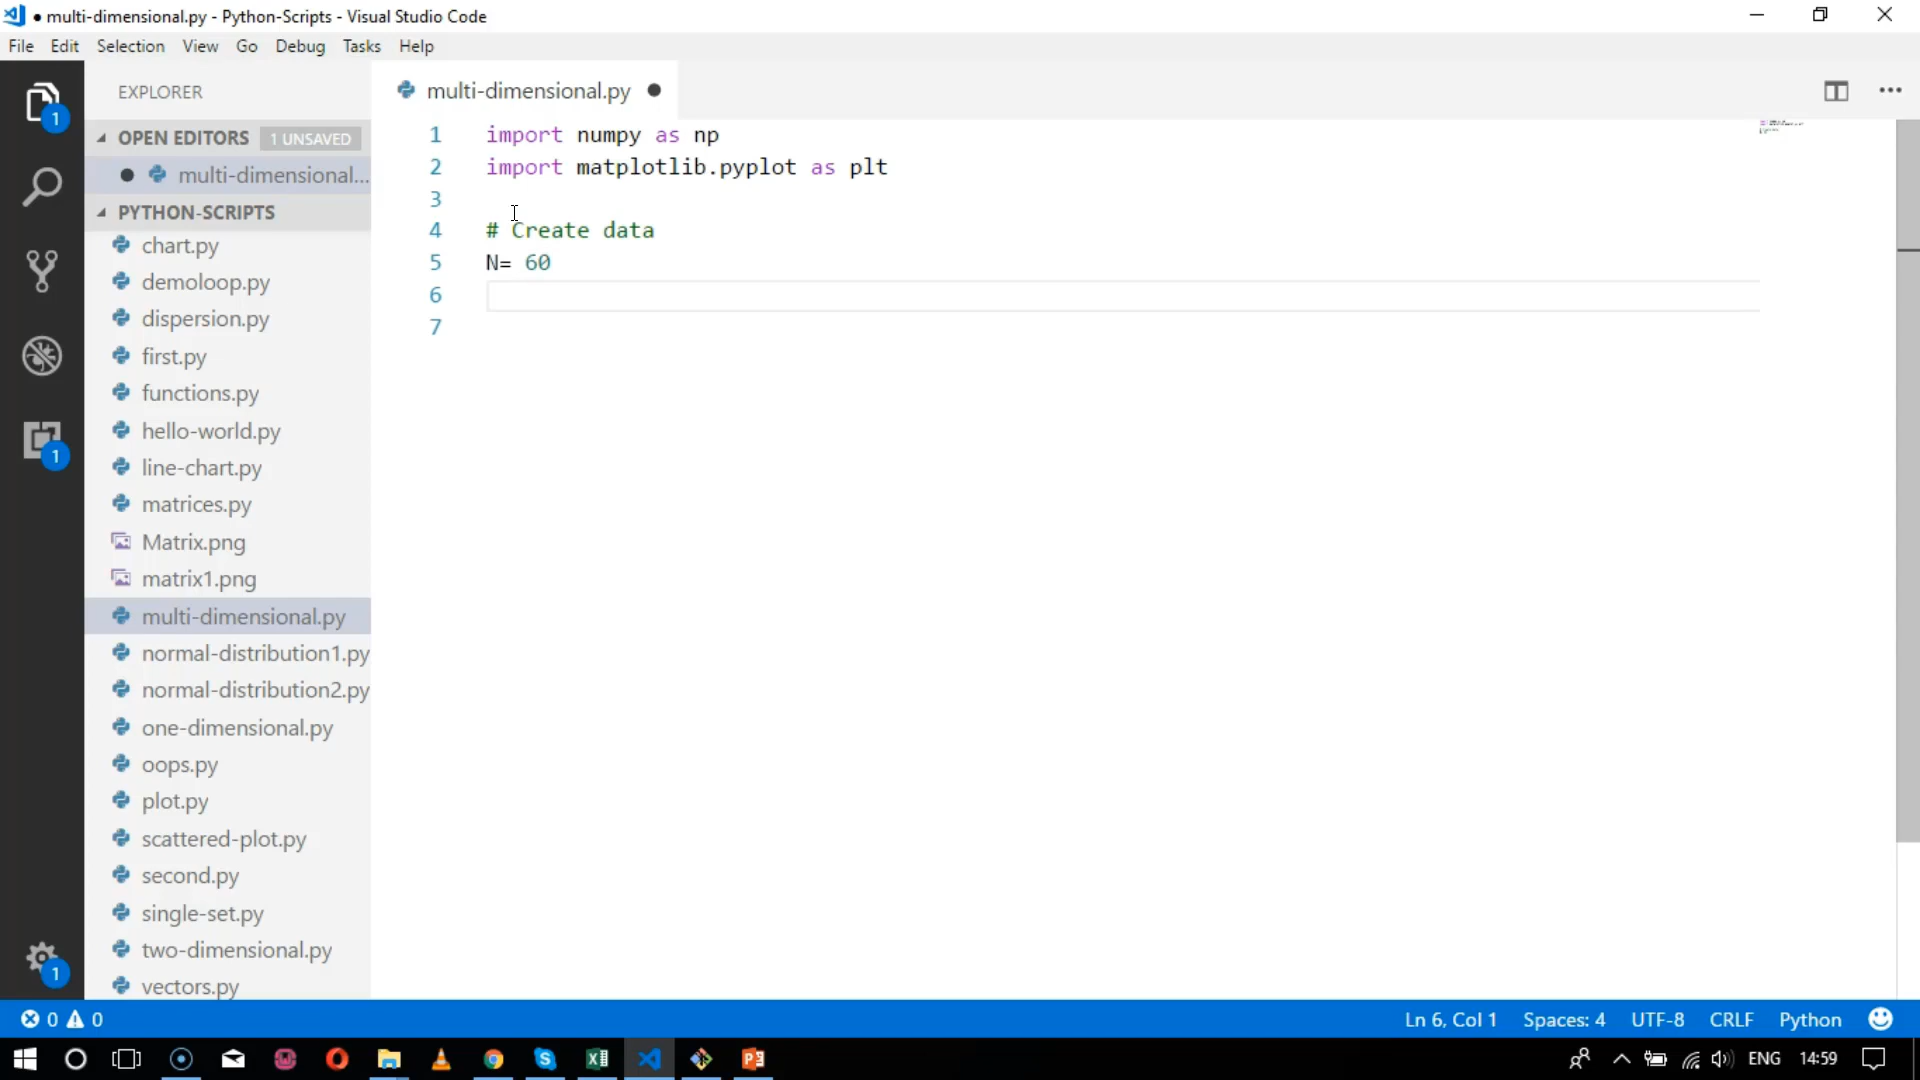 multi-dimensional.py - Python-Scripts - Visual Studio Code
File Edit Selection View Go Debug Tasks Help
EXPLORER
multi-dimensional.py
OPEN EDITORS 1 UNSAVED
multi-dimensional...
PYTHON-SCRIPTS
chart.py
demoloop.py
dispersion.py
first.py
functions.py
hello-world.py
line-chart.py
matrices.py
Matrix.png
matrix1.png
multi-dimensional.py
normal-distribution1.py
normal-distribution2.py
one-dimensional.py
oops.py
plot.py
scattered-plot.py
second.py
single-set.py
two-dimensional.py
vectors.py
1
1
1
1 import numpy as np
2 import matplotlib.pyplot as plt
3
4 # Create data
5 N= 60
6
7
0 0
Ln 6, Col 1 Spaces: 4 UTF-8 CRLF Python
ENG 14:59